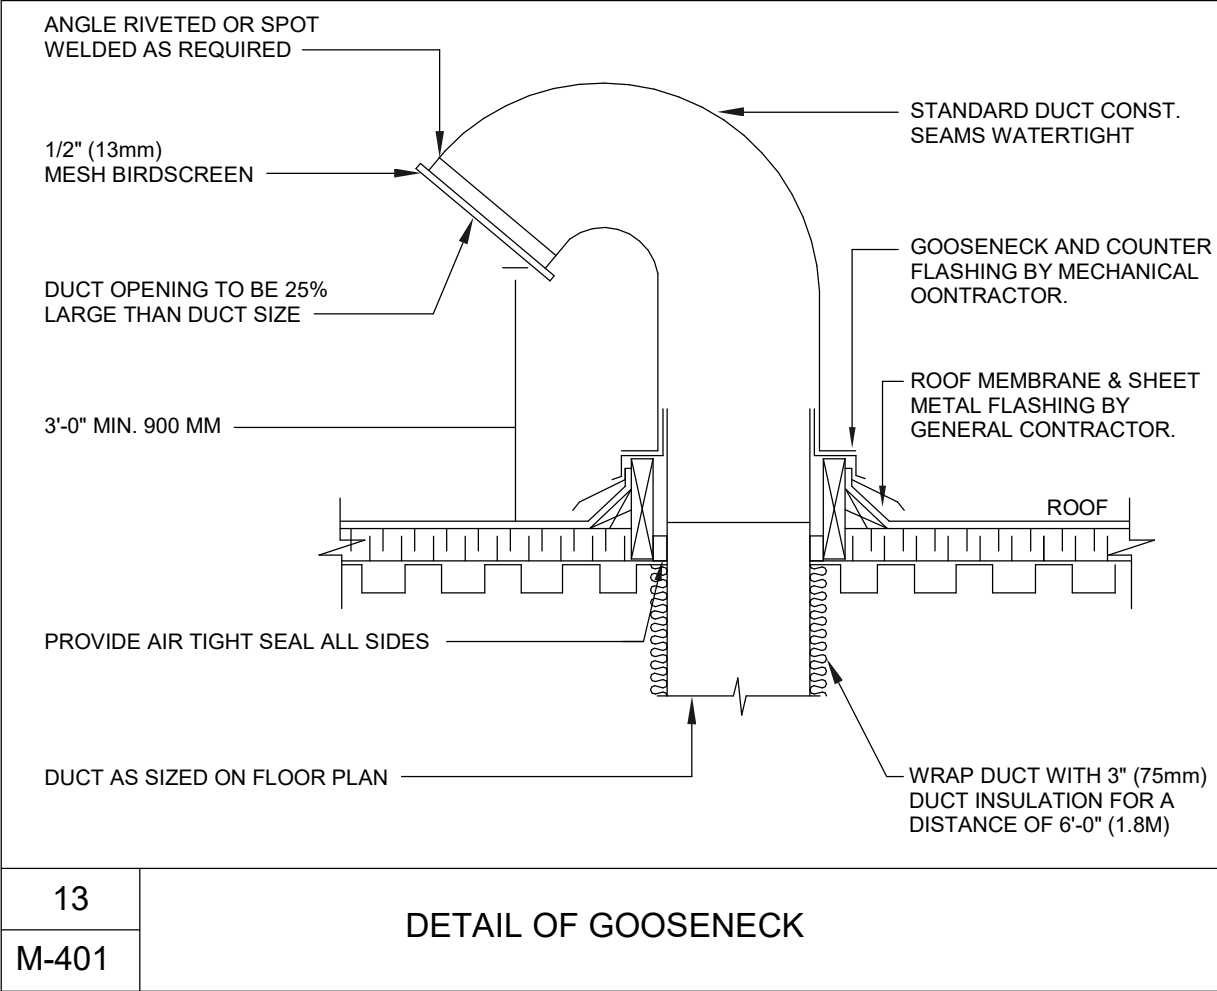 ANGLE RIVETED OR SPOT
WELDED AS REQUIRED
1/2" (13mm)
MESH BIRDSCREEN
DUCT OPENING TO BE 25%
LARGE THAN DUCT SIZE
3'-0" MIN. 900 MM
PROVIDE AIR TIGHT SEAL ALL SIDES
DUCT AS SIZED ON FLOOR PLAN
STANDARD DUCT CONST.
SEAMS WATERTIGHT
GOOSENECK AND COUNTER
FLASHING BY MECHANICAL
OONTRACTOR.
ROOF MEMBRANE & SHEET
METAL FLASHING BY
GENERAL CONTRACTOR.
ROOF
WRAP DUCT WITH 3" (75mm)
DUCT INSULATION FOR A
DISTANCE OF 6'-0" (1.8M)
13
M-401
DETAIL OF GOOSENECK